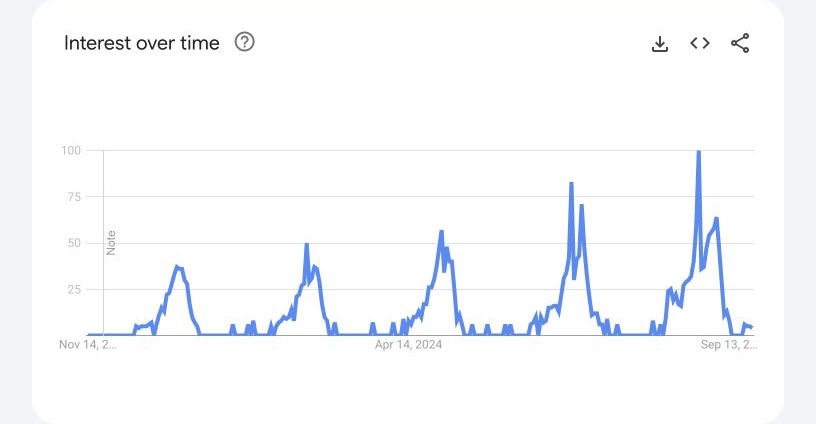 Interest over time
100
75
50
25
Note
Nov 14, 2...
Apr 14, 2024
Sep 13, 2...